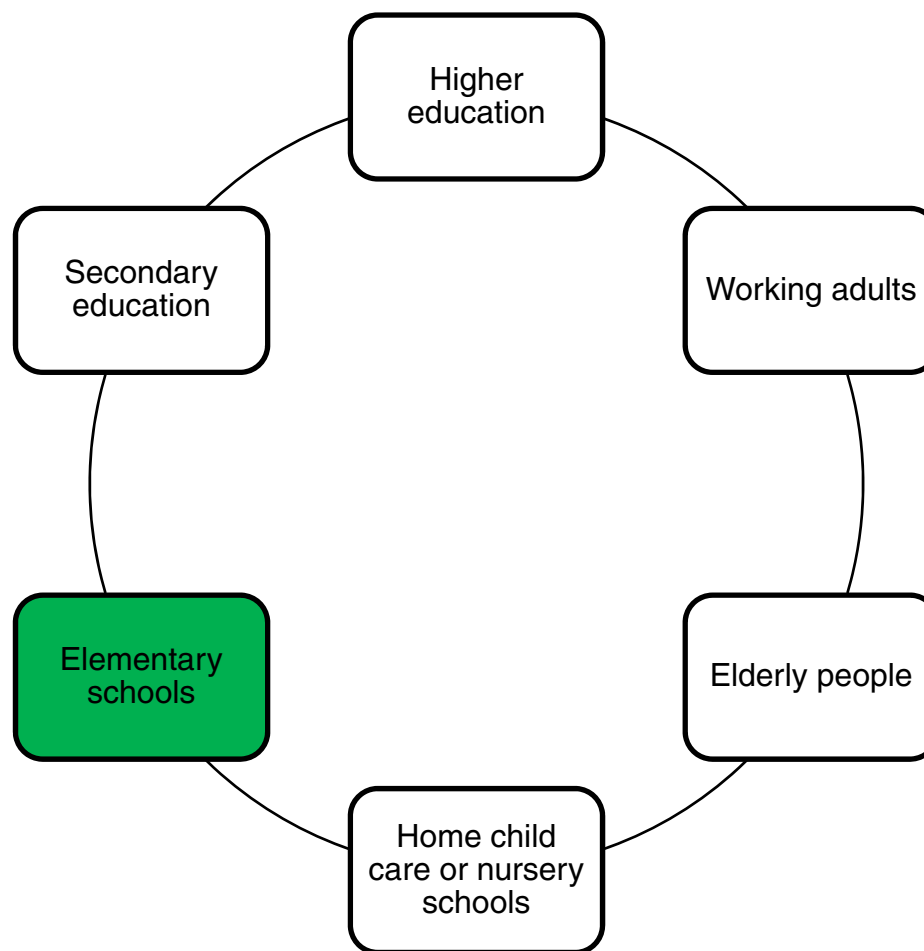 Higher
education
Secondary
education
Working adults
Elementary
schools
Elderly people
Home child
care or nursery
schools